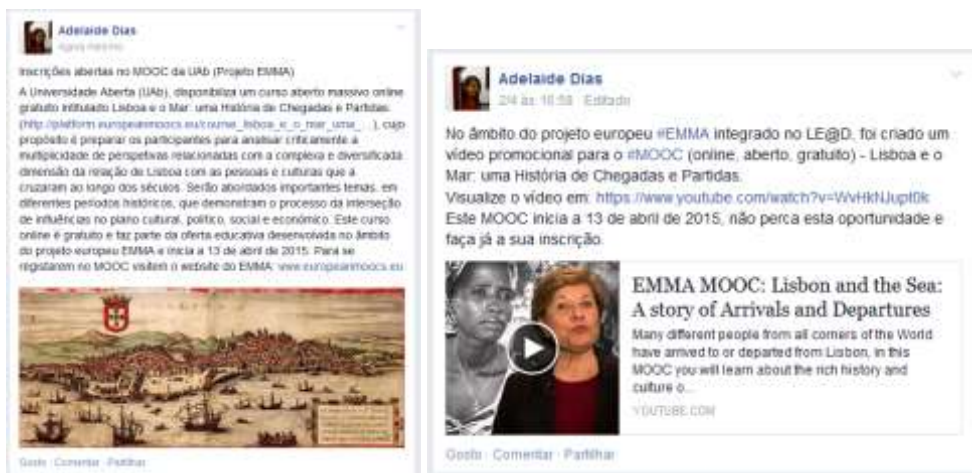 Adelaide Dias
Inscrições abertas no MOOC da UAb (Projeto EMMA)
A Universidade Aberta (UAb), disponibiliza um curso aberto massivo online
gratuito intitulado Lisboa e o Mar: uma História de Chegadas e Partidas.
(http://platform.europeanmoocs.eu/course_lisboa_e_o_mar_uma_...), cujo
propósito é preparar os participantes para analisar criticamente a
multiplicidade de perspetivas relacionadas com a complexa e diversificada
dimensão da relação de Lisboa com as pessoas e culturas que a
cruzaram ao longo dos séculos. Serão abordados importantes temas, em
diferentes períodos históricos, que demonstram o processo da interseção
de influências no plano cultural, político, social e económico. Este curso
online é gratuito e faz parte da oferta educativa desenvolvida no âmbito
do projeto europeu EMMA e inicia a 13 de abril de 2015. Para se
registarem no MOOC visitem o website do EMMA: www.europeanmoocs.eu
Gosto · Comentar · Partilhar
Adelaide Dias
2/4 às 16:59 · Editado
No âmbito do projeto europeu #EMMA integrado no LE@D, foi criado um
vídeo promocional para o #MOOC (online, aberto, gratuito) - Lisboa e o
Mar: uma História de Chegadas e Partidas.
Visualize o vídeo em: https://www.youtube.com/watch?v=WvHkNJupt0k
Este MOOC inicia a 13 de abril de 2015, não perca esta oportunidade e
faça já a sua inscrição.
EMMA MOOC: Lisbon and the Sea:
A story of Arrivals and Departures
Many different people from all corners of the World
have arrived to or departed from Lisbon, in this
MOOC you will learn about the rich history and
culture o...
YOUTUBE.COM
Gosto · Comentar · Partilhar